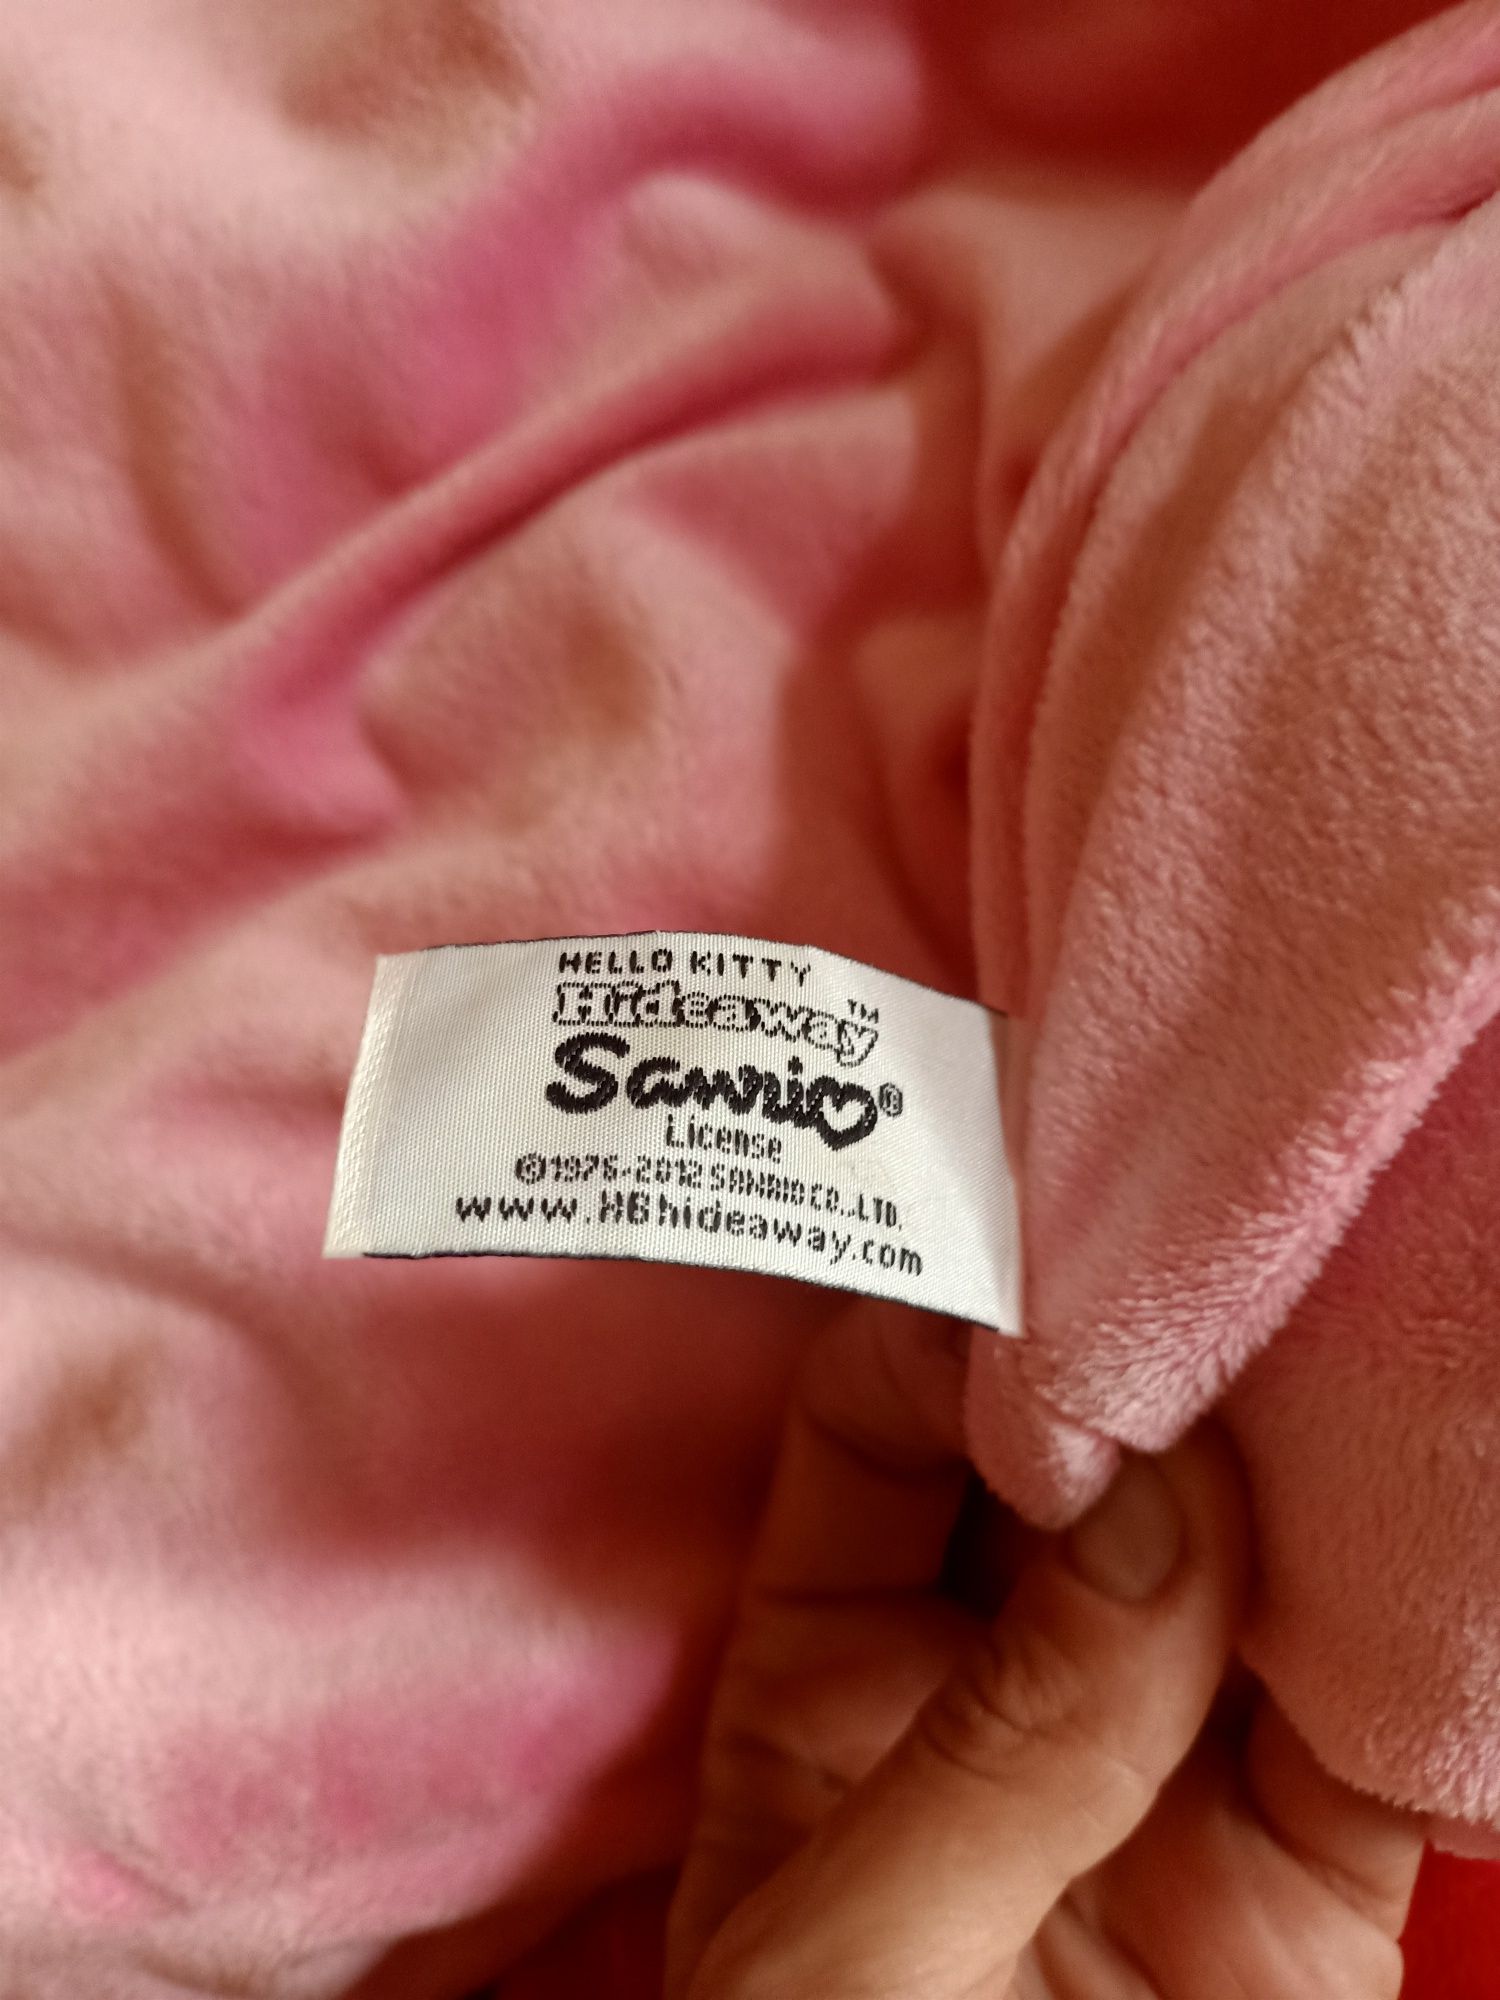 HELLO KITTY
Hideaway™
Sanrio®
License
©1976-2012 SANRIO CO., LTD.
www.HBhideaway.com